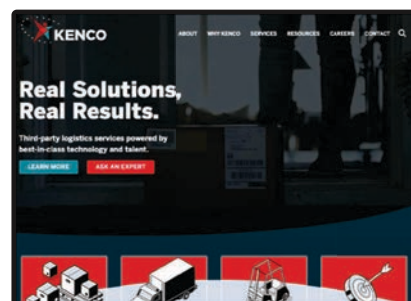 KENCO
ABOUT WHY KENCO SERVICES RESOURCES CAREERS CONTACT
Real Solutions,
Real Results.
Third-party logistics services powered by
best-in-class technology and talent.
LEARN MORE ASK AN EXPERT